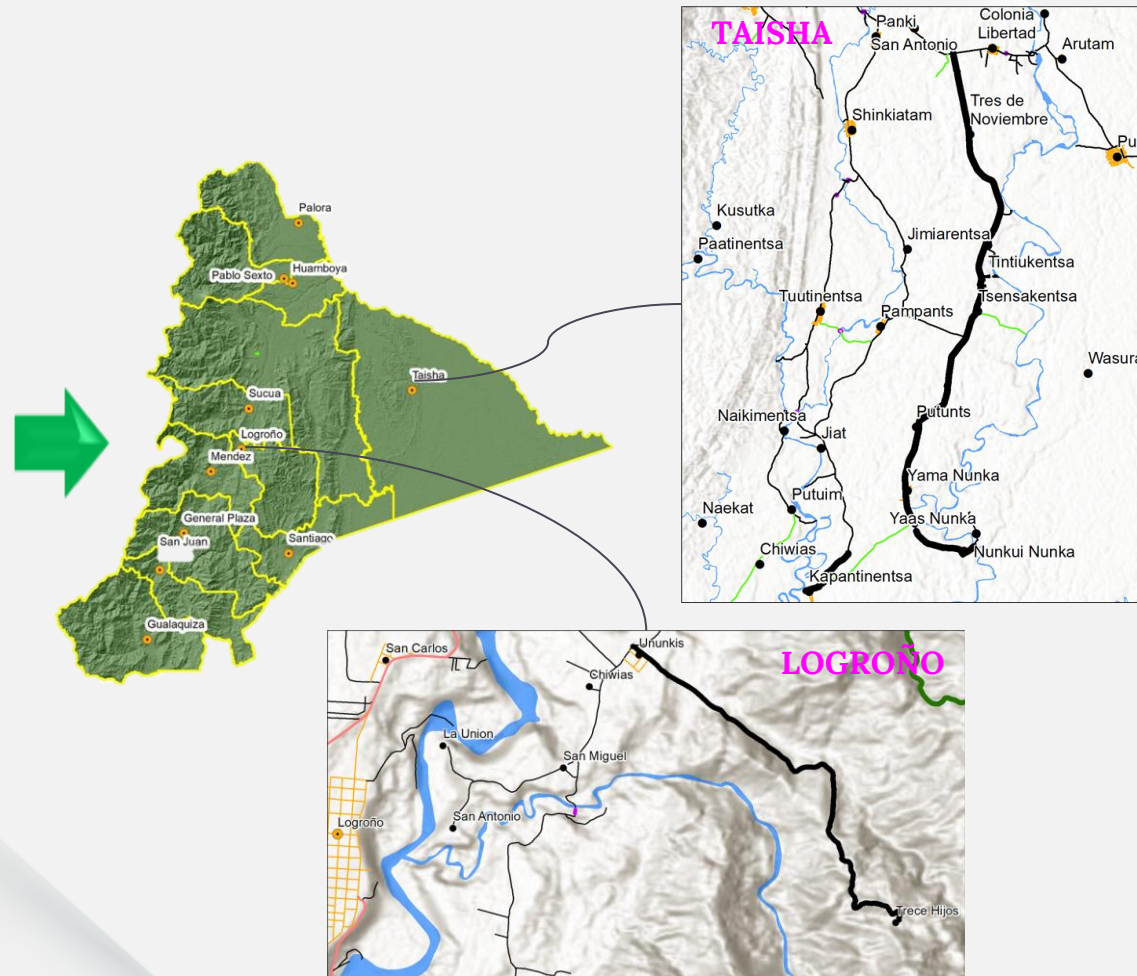 Palora
Pablo Sexto
Huamboya
Taisha
Sucua
Logroño
Mendez
General Plaza
San Juan
Santiago
Gualaquiza
TAISHA
Panki
San Antonio
Colonia
Libertad
Arutam
Tres de
Noviembre
Shinkiatam
Pu
Kusutka
Paatinentsa
Jimiarentsa
Tintiukentsa
Tuutinentsa
Tsensakentsa
Pampants
Wasura
Naikimentsa
Putunts
Jiat
Yama Nunka
Putuim
Naekat
Yaas Nunka
Chiwias
Nunkui Nunka
Kapantinentsa
LOGROÑO
San Carlos
Ununkis
Chiwias
La Union
San Miguel
San Antonio
Logroño
Trece Hijos